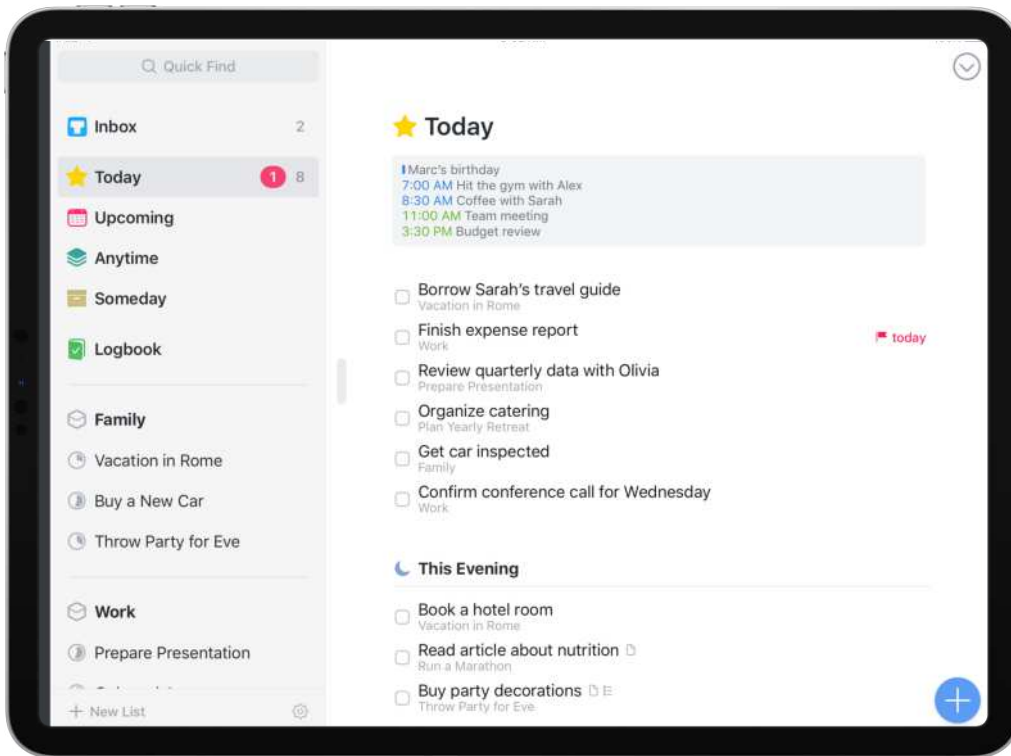 Quick Find
Inbox 2
Today 1 8
Upcoming
Anytime
Someday
Logbook
Family
Vacation in Rome
Buy a New Car
Throw Party for Eve
Work
Prepare Presentation
+ New List
Today
Marc's birthday
7:00 AM Hit the gym with Alex
8:30 AM Coffee with Sarah
11:00 AM Team meeting
3:30 PM Budget review
Borrow Sarah's travel guide
Vacation in Rome
Finish expense report
Work
today
Review quarterly data with Olivia
Prepare Presentation
Organize catering
Plan Yearly Retreat
Get car inspected
Family
Confirm conference call for Wednesday
Work
This Evening
Book a hotel room
Vacation in Rome
Read article about nutrition
Run a Marathon
Buy party decorations
Throw Party for Eve